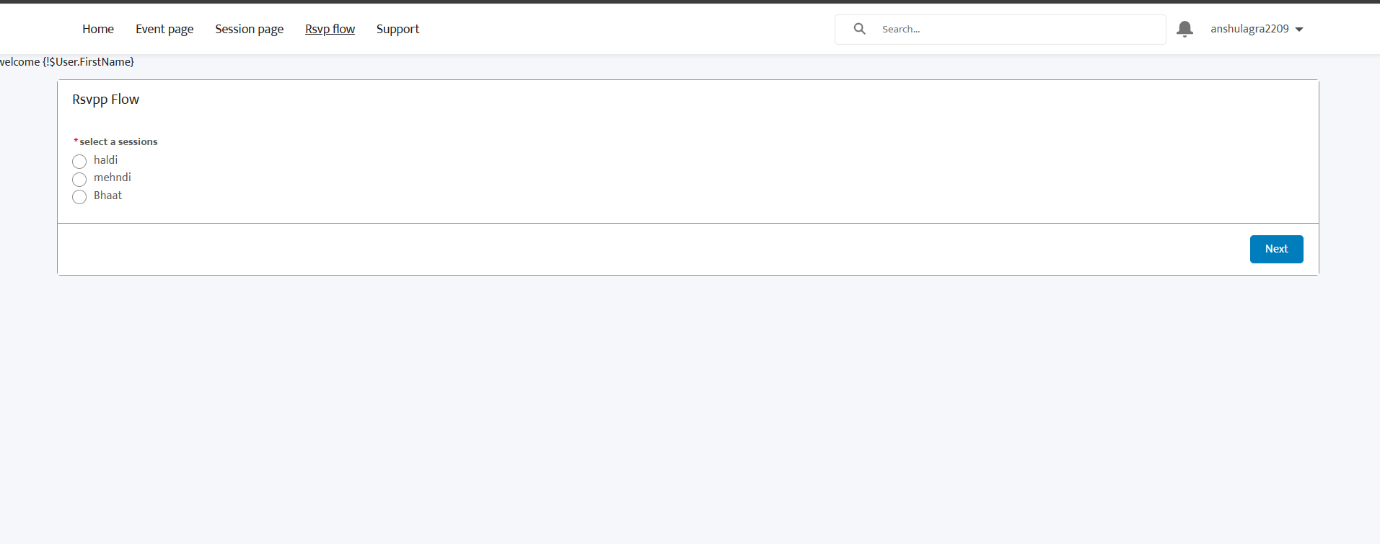 Home Event page Session page Rsvp flow Support Search... anshulagra2209
welcome {!$User.FirstName}
Rsvpp Flow
*select a sessions
haldi
mehndi
Bhaat
Next